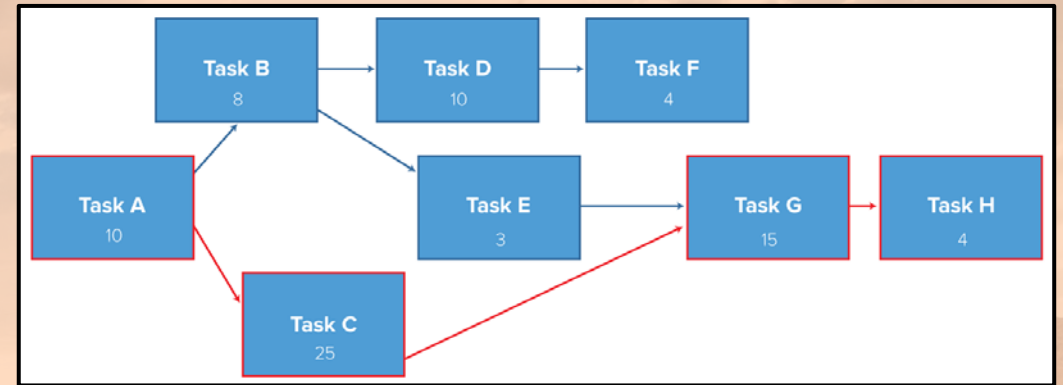 Task B
8
Task D
10
Task F
4
Task A
10
Task E
3
Task G
15
Task H
4
Task C
25